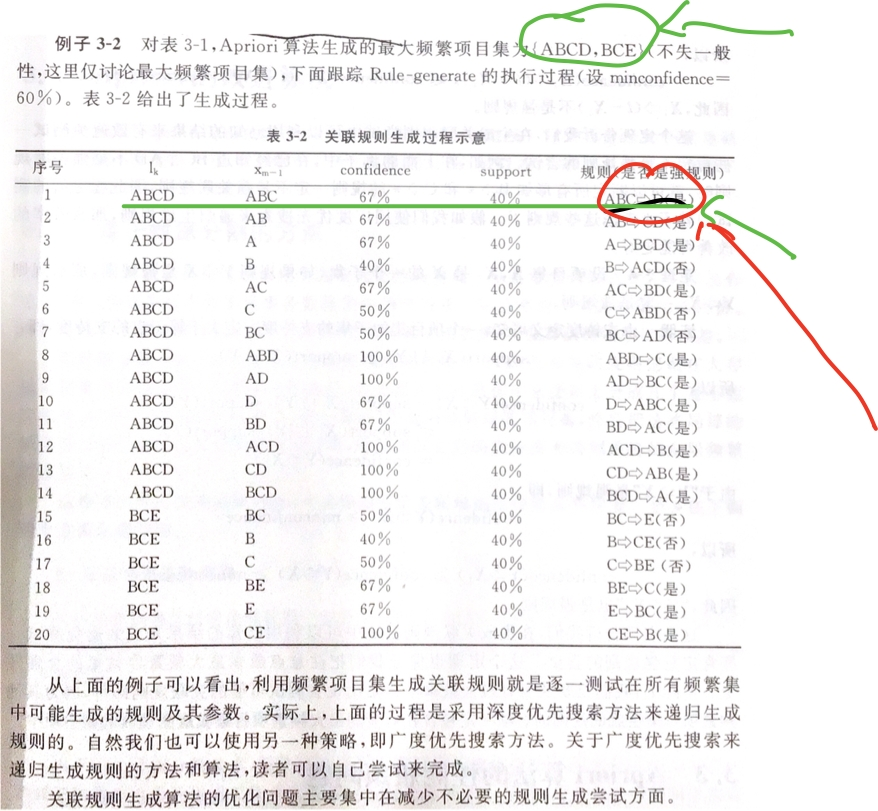 例子 3-2 对表 3-1,Apriori 算法生成的最大频繁项目集为{ABCD,BCE}(不失一般
性,这里仅讨论最大频繁项目集),下面跟踪 Rule-generate 的执行过程(设 minconfidence=
60%)。表 3-2 给出了生成过程。
表 3-2 关联规则生成过程示意
序号 Iₖ xₘ₋₁ confidence support 规则(是否是强规则)
1 ABCD ABC 67% 40% ABC⇨D(是)
2 ABCD AB 67% 40% AB⇨CD(是)
3 ABCD A 67% 40% A⇨BCD(是)
4 ABCD B 40% 40% B⇨ACD(否)
5 ABCD AC 67% 40% AC⇨BD(是)
6 ABCD C 50% 40% C⇨ABD(否)
7 ABCD BC 50% 40% BC⇨AD(否)
8 ABCD ABD 100% 40% ABD⇨C(是)
9 ABCD AD 100% 40% AD⇨BC(是)
10 ABCD D 67% 40% D⇨ABC(是)
11 ABCD BD 67% 40% BD⇨AC(是)
12 ABCD ACD 100% 40% ACD⇨B(是)
13 ABCD CD 100% 40% CD⇨AB(是)
14 ABCD BCD 100% 40% BCD⇨A(是)
15 BCE BC 50% 40% BC⇨E(否)
16 BCE B 40% 40% B⇨CE(否)
17 BCE C 50% 40% C⇨BE (否)
18 BCE BE 67% 40% BE⇨C(是)
19 BCE E 67% 40% E⇨BC(是)
20 BCE CE 100% 40% CE⇨B(是)
从上面的例子可以看出,利用频繁项目集生成关联规则就是逐一测试在所有频繁集
中可能生成的规则及其参数。实际上,上面的过程是采用深度优先搜索方法来递归生成
规则的。自然我们也可以使用另一种策略,即广度优先搜索方法。关于广度优先搜索来
递归生成规则的方法和算法,读者可以自己尝试来完成。
关联规则生成算法的优化问题主要集中在减少不必要的规则生成尝试方面。